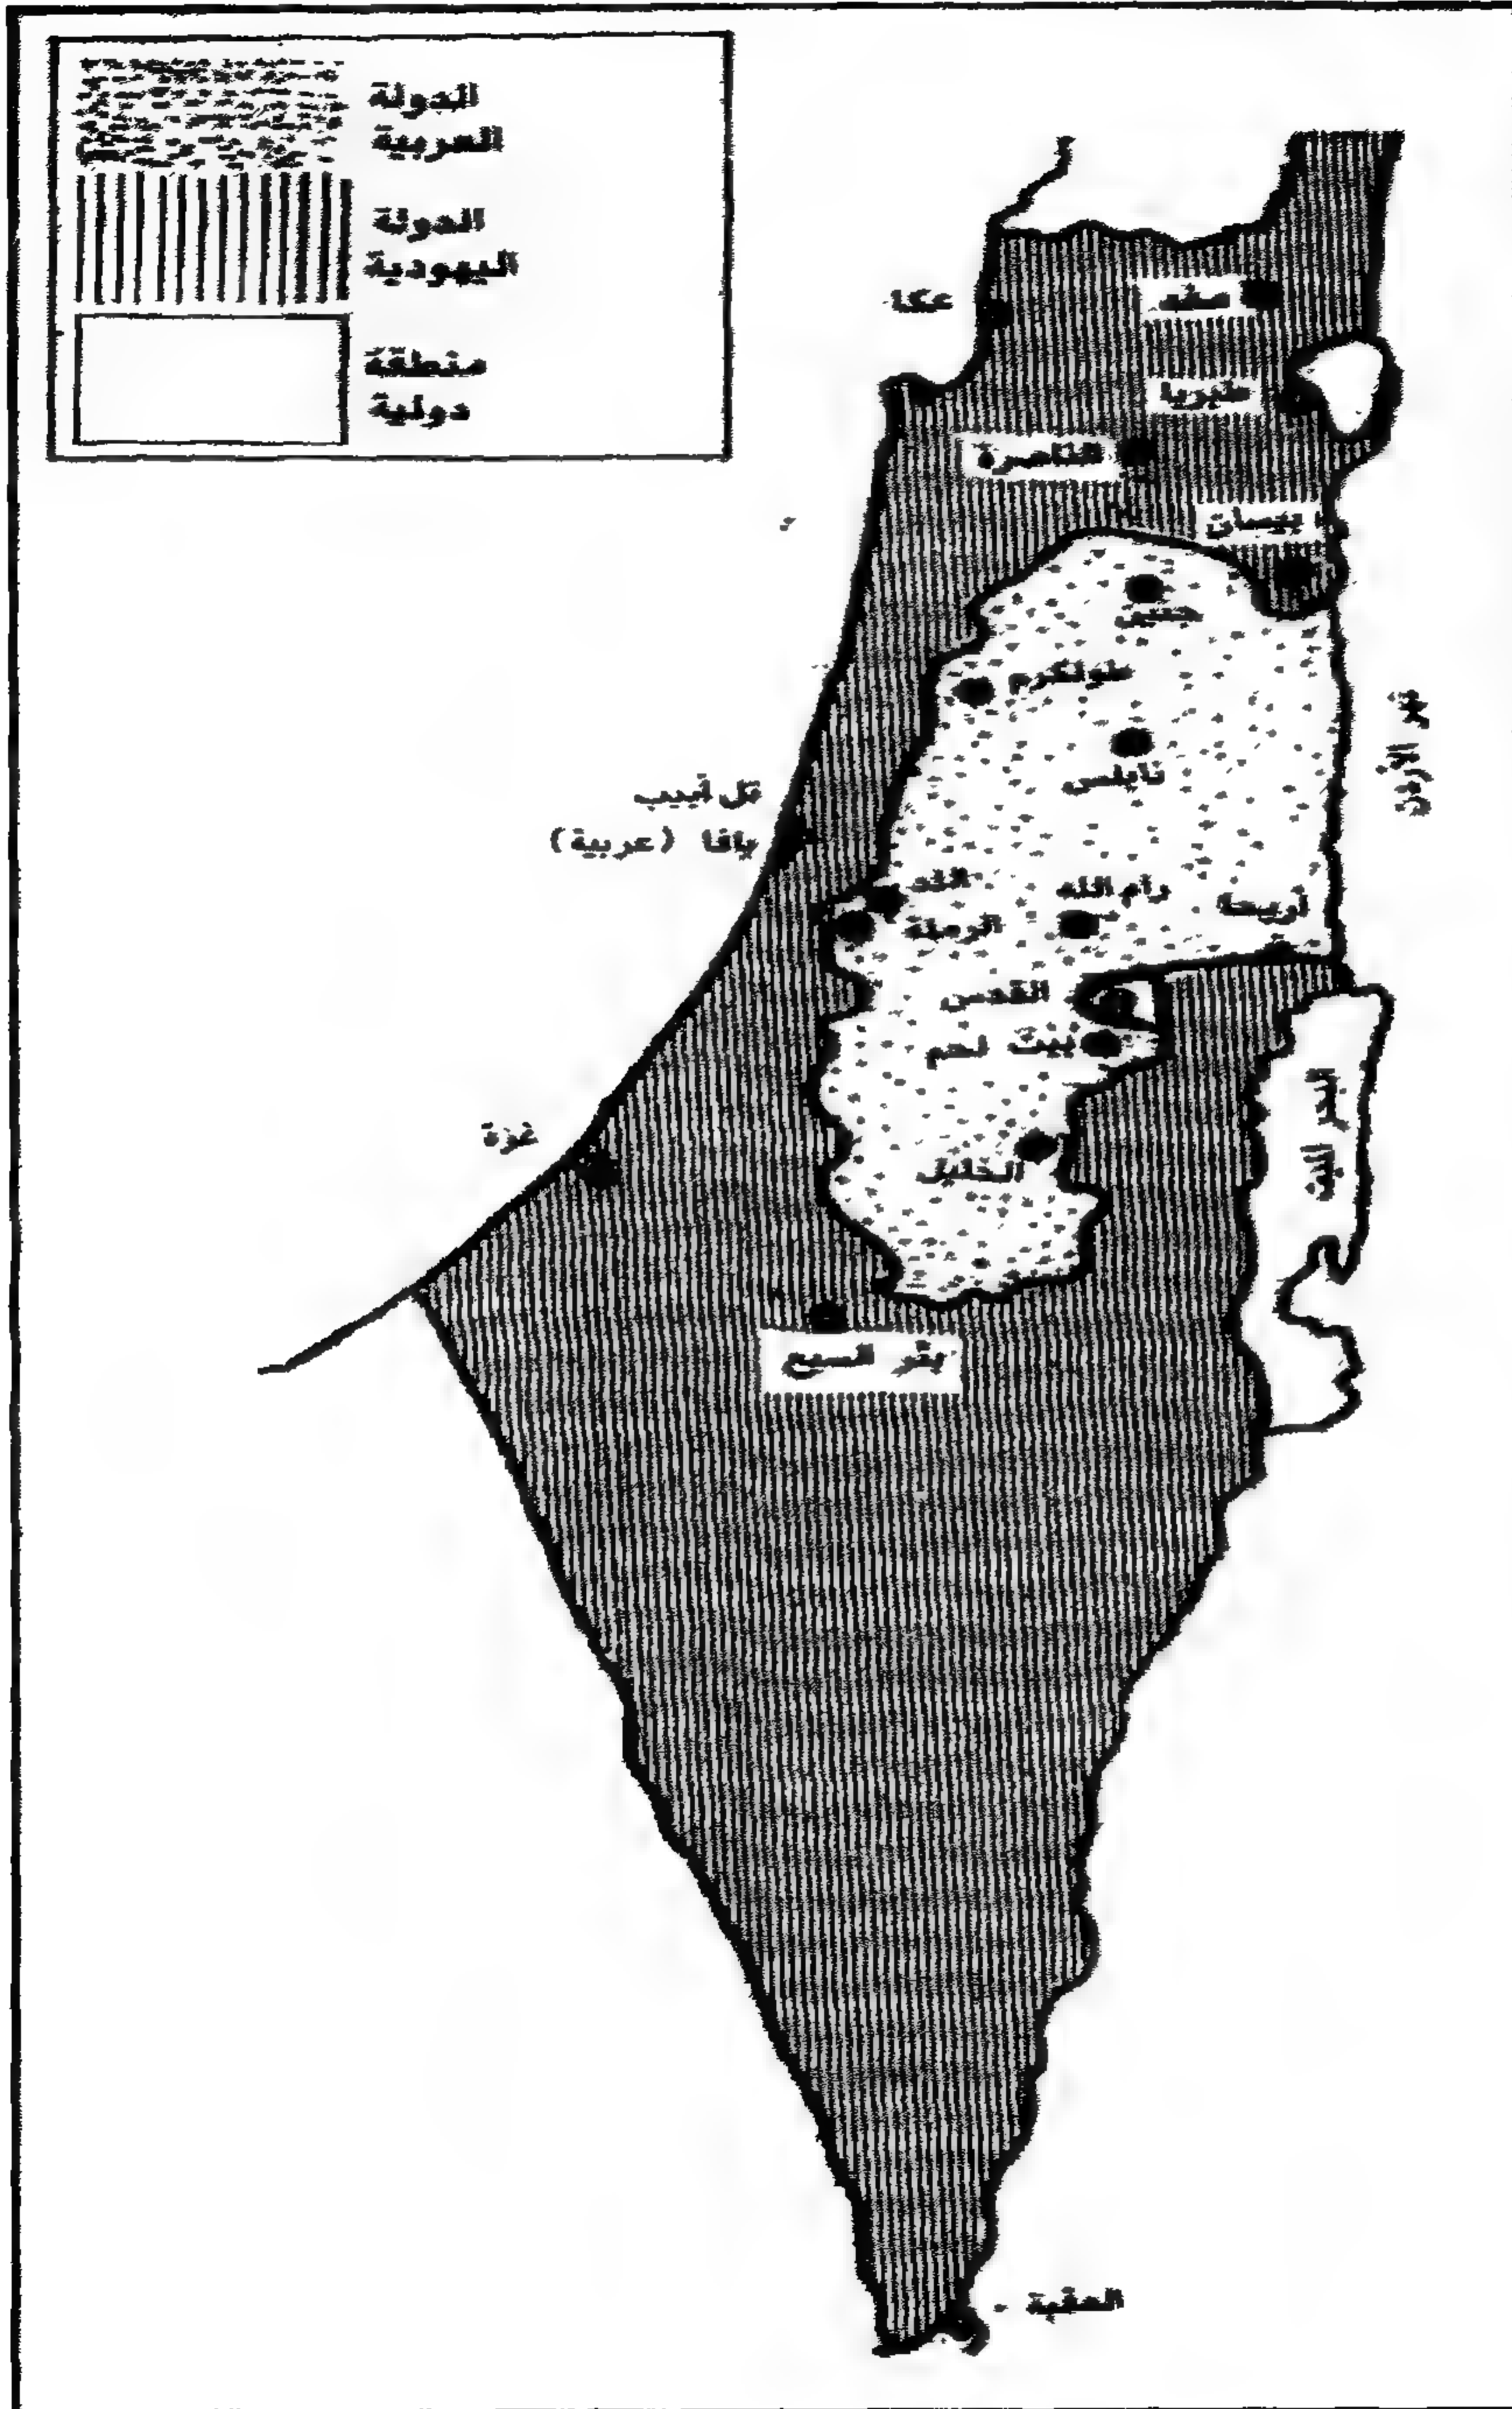 الدولة
العربية
الدولة
اليهودية
منطقة
دولية
عكا
صفد
طبريا
الناصرة
بيسان
جنين
طولكرم
نابلس
نهر الأردن
تل أبيب
يافا (عربية)
اللد
الرملة
رام الله
أريحا
القدس
بيت لحم
البحر الميت
غزة
الخليل
بئر السبع
العقبة